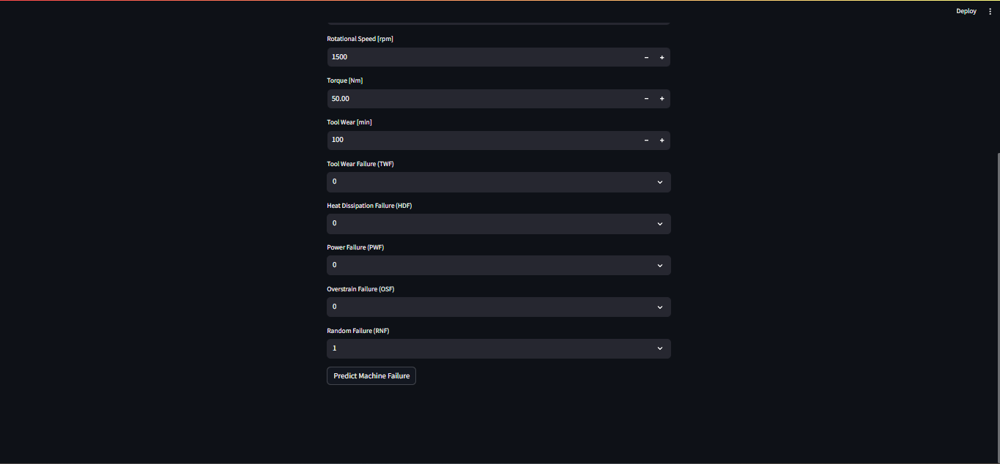 Deploy
Rotational Speed [rpm]
1500
Torque [Nm]
50.00
Tool Wear [min]
100
Tool Wear Failure (TWF)
0
Heat Dissipation Failure (HDF)
0
Power Failure (PWF)
0
Overstrain Failure (OSF)
0
Random Failure (RNF)
1
Predict Machine Failure